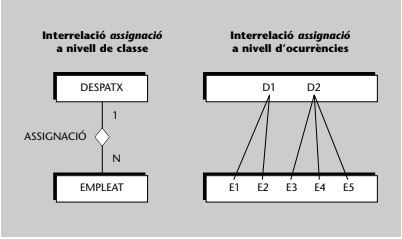 Interrelació assignació
a nivell de classe
DESPATX
1
ASSIGNACIÓ
N
EMPLEAT
Interrelació assignació
a nivell d'ocurrències
D1 D2
E1 E2 E3 E4 E5